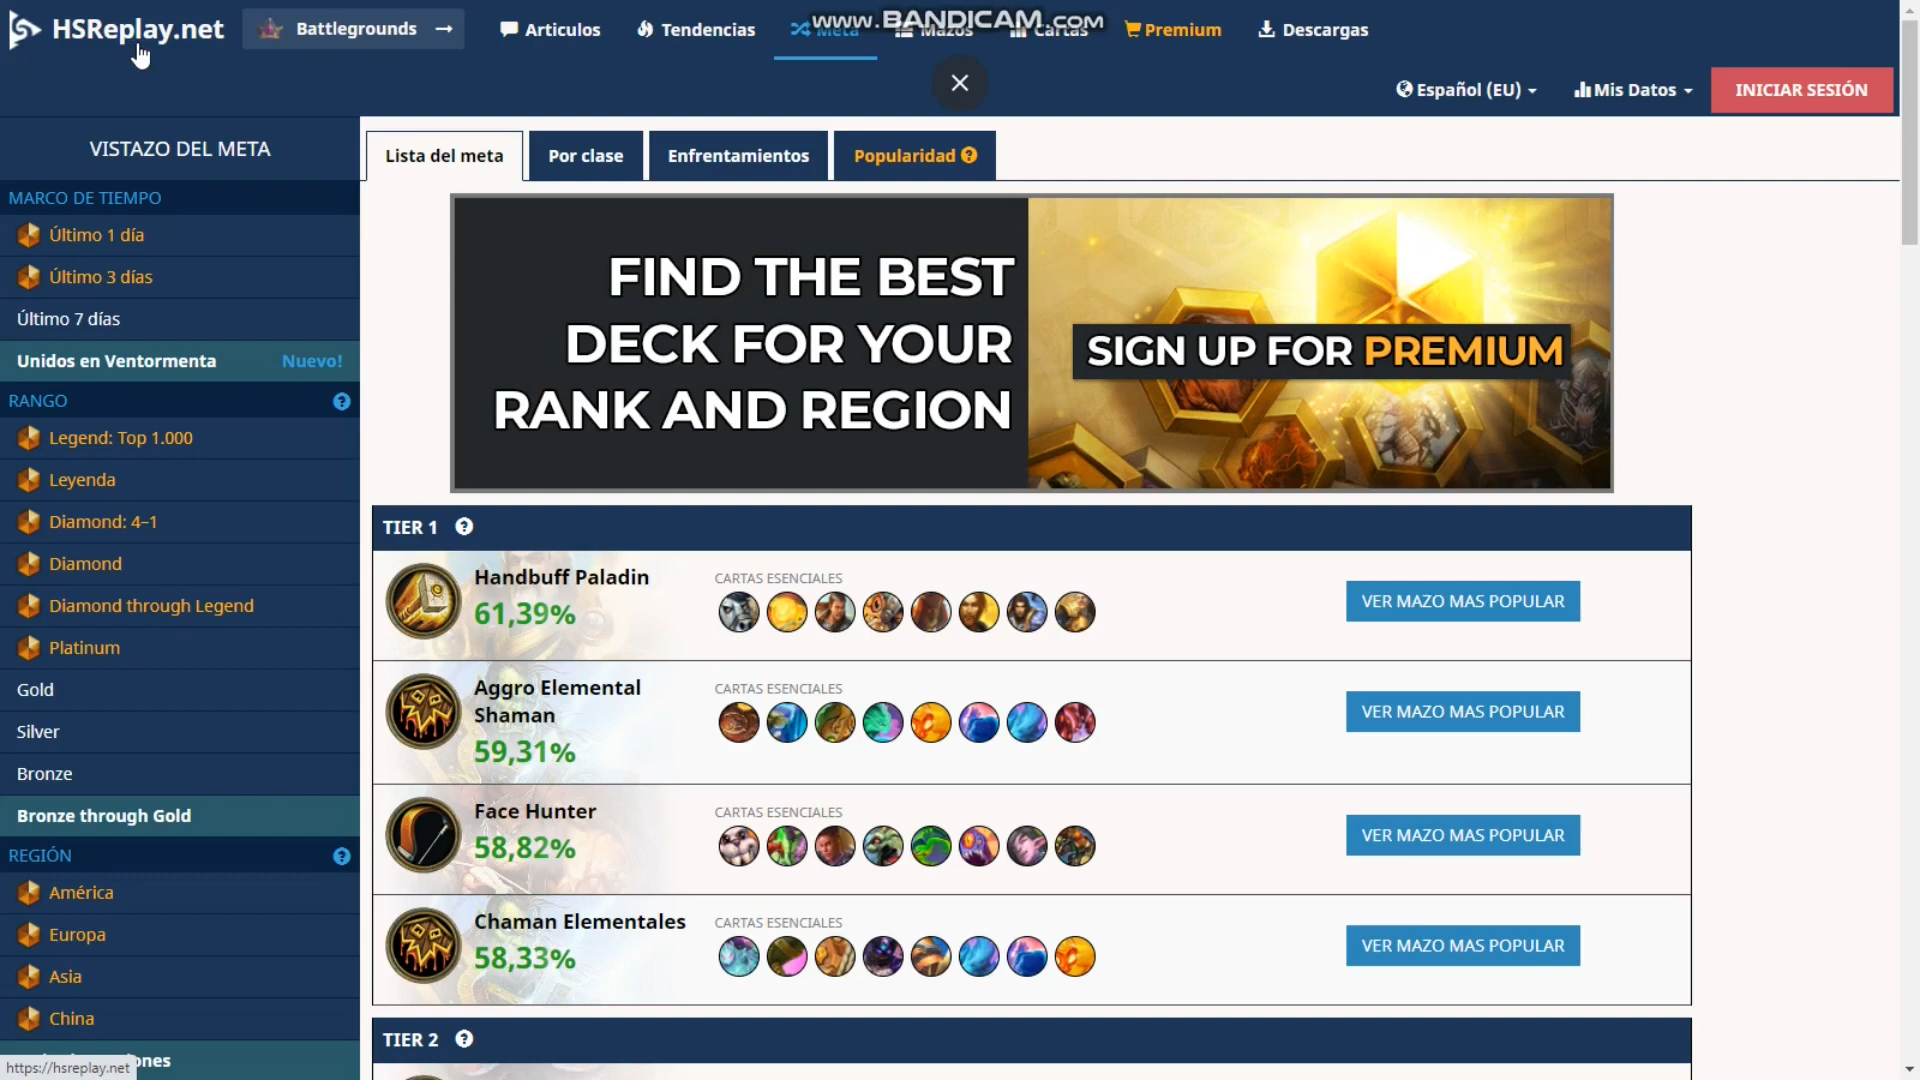 HSReplay.net
Battlegrounds →
Articulos
Tendencias
Meta
Mazos
Cartas
Premium
Descargas
www.BANDICAM.com
Español (EU)
Mis Datos
INICIAR SESIÓN
VISTAZO DEL META
MARCO DE TIEMPO
Último 1 día
Último 3 días
Último 7 días
Unidos en Ventormenta Nuevo!
RANGO
Legend: Top 1.000
Leyenda
Diamond: 4–1
Diamond
Diamond through Legend
Platinum
Gold
Silver
Bronze
Bronze through Gold
REGIÓN
América
Europa
Asia
China
https://hsreplay.net
Lista del meta
Por clase
Enfrentamientos
Popularidad
FIND THE BEST
DECK FOR YOUR
RANK AND REGION
SIGN UP FOR PREMIUM
TIER 1
Handbuff Paladin
61,39%
CARTAS ESENCIALES
VER MAZO MAS POPULAR
Aggro Elemental
Shaman
59,31%
CARTAS ESENCIALES
VER MAZO MAS POPULAR
Face Hunter
58,82%
CARTAS ESENCIALES
VER MAZO MAS POPULAR
Chaman Elementales
58,33%
CARTAS ESENCIALES
VER MAZO MAS POPULAR
TIER 2